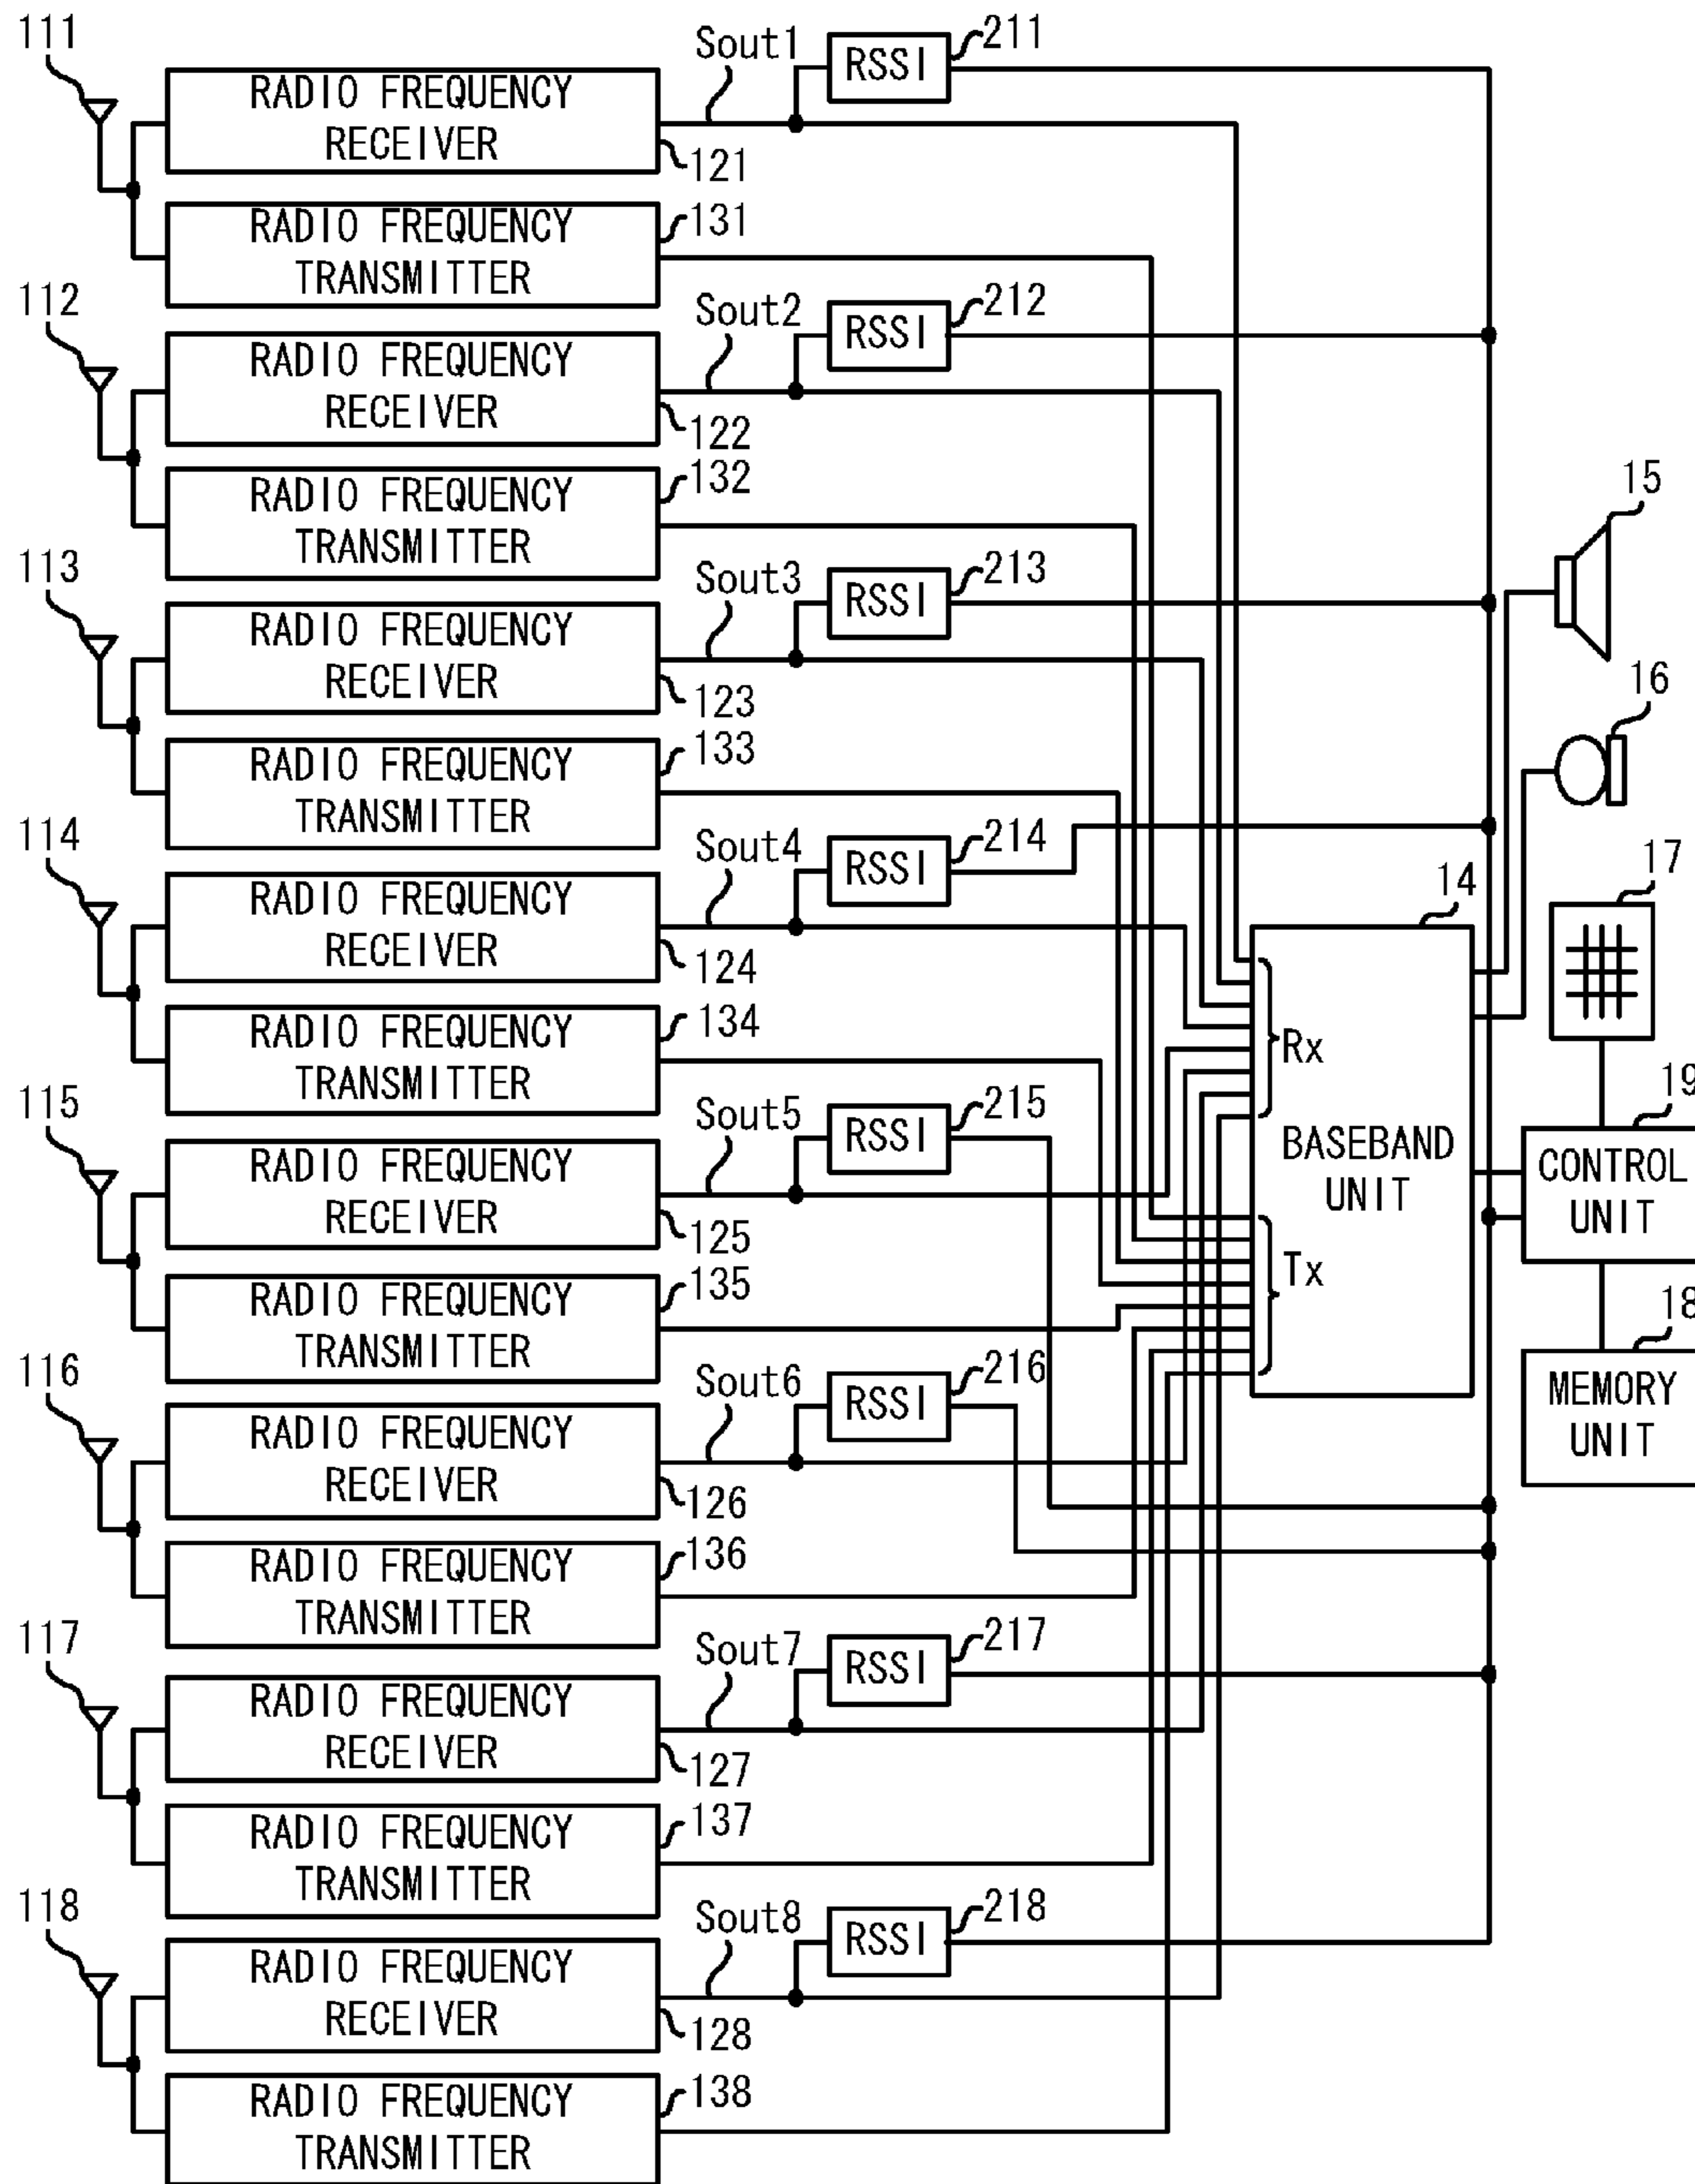 111
Sout1
RSSI
211
RADIO FREQUENCY
RECEIVER
121
RADIO FREQUENCY
TRANSMITTER
131
112
Sout2
RSSI
212
RADIO FREQUENCY
RECEIVER
122
RADIO FREQUENCY
TRANSMITTER
132
15
113
Sout3
RSSI
213
RADIO FREQUENCY
RECEIVER
123
16
RADIO FREQUENCY
TRANSMITTER
133
114
Sout4
RSSI
214
14
17
RADIO FREQUENCY
RECEIVER
124
RADIO FREQUENCY
TRANSMITTER
134
Rx
BASEBAND
UNIT
Tx
19
CONTROL
UNIT
115
Sout5
RSSI
215
RADIO FREQUENCY
RECEIVER
125
RADIO FREQUENCY
TRANSMITTER
135
18
MEMORY
UNIT
116
Sout6
RSSI
216
RADIO FREQUENCY
RECEIVER
126
RADIO FREQUENCY
TRANSMITTER
136
117
Sout7
RSSI
217
RADIO FREQUENCY
RECEIVER
127
RADIO FREQUENCY
TRANSMITTER
137
118
Sout8
RSSI
218
RADIO FREQUENCY
RECEIVER
128
RADIO FREQUENCY
TRANSMITTER
138